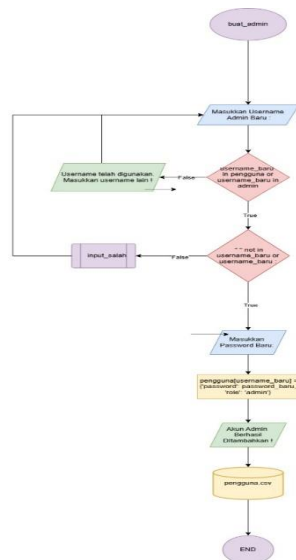 buat_admin
Masukkan Username
Admin Baru
username_baru
in pengguna or
username_baru in
admin
False
Username telah digunakan.
Masukkan username lain !
True
" " not in
username_baru or
username_baru
False
input_salah
True
Masukkan
Password Baru
pengguna[username_baru] =
{'password': password_baru,
'role': 'admin'}
Akun Admin
Berhasil
Ditambahkan !
pengguna.csv
END